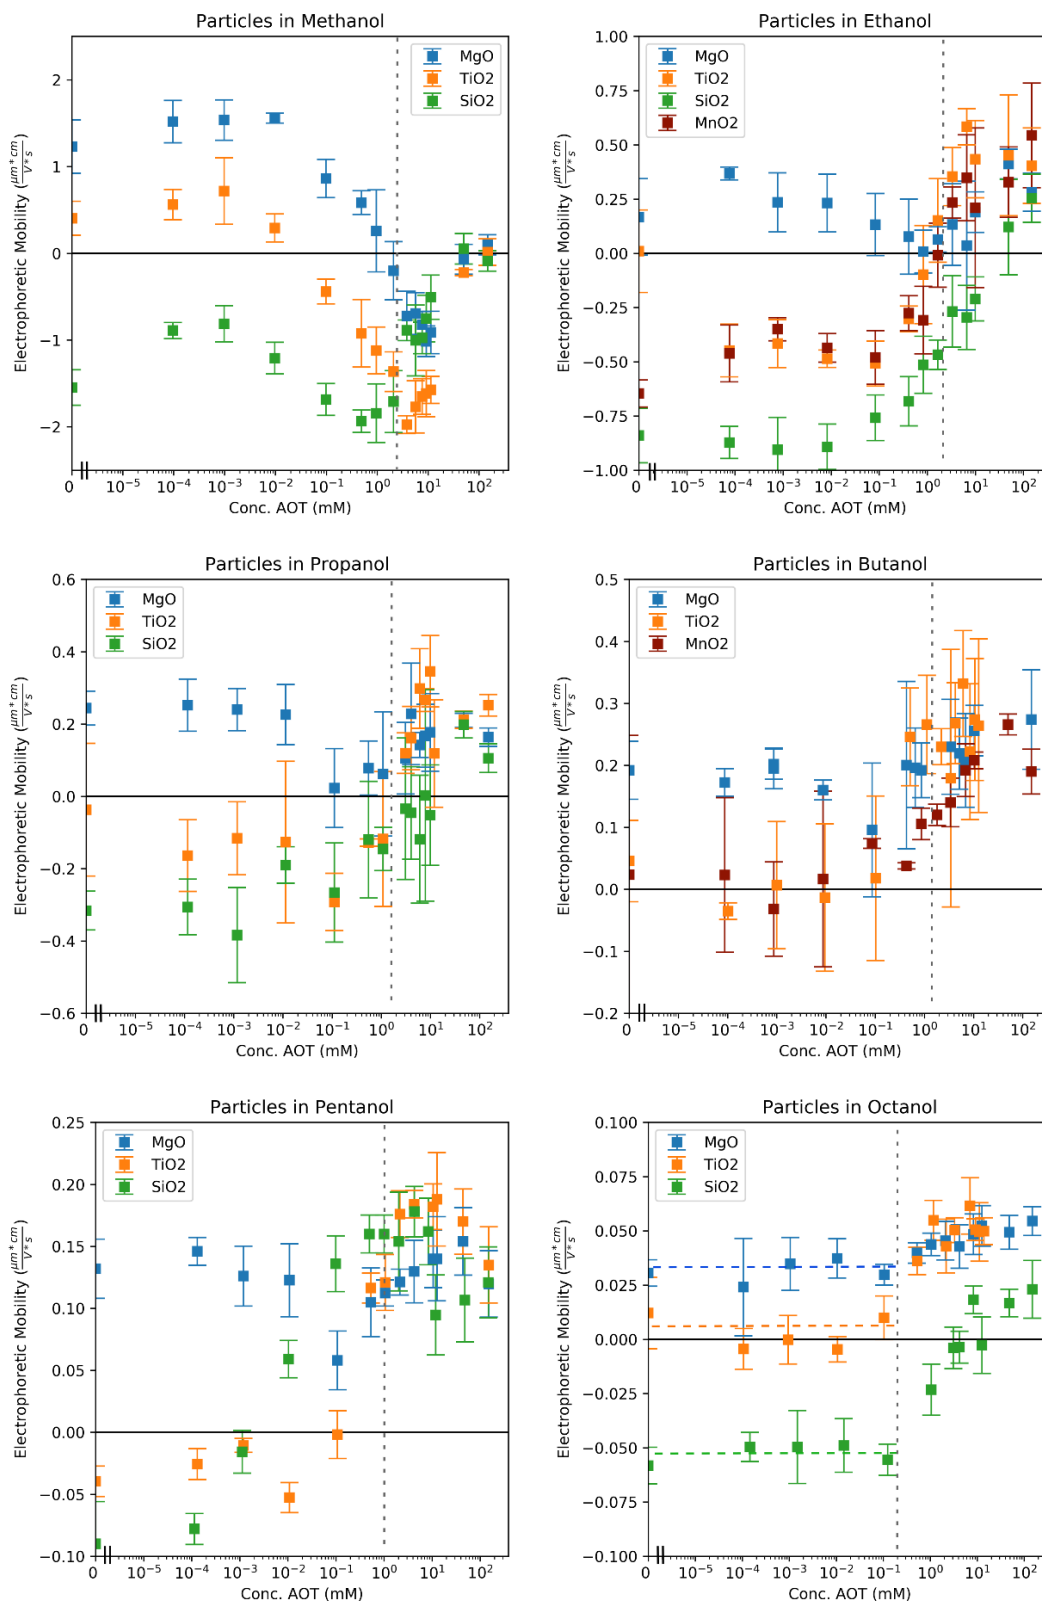 Particles in Methanol
MgO
TiO2
SiO2
2
1
0
−1
−2
Electrophoretic Mobility (μm*cm/V*s)
0 10⁻⁵ 10⁻⁴ 10⁻³ 10⁻² 10⁻¹ 10⁰ 10¹ 10²
Conc. AOT (mM)
Particles in Ethanol
MgO
TiO2
SiO2
MnO2
1.00
0.75
0.50
0.25
0.00
−0.25
−0.50
−0.75
−1.00
Electrophoretic Mobility (μm*cm/V*s)
0 10⁻⁵ 10⁻⁴ 10⁻³ 10⁻² 10⁻¹ 10⁰ 10¹ 10²
Conc. AOT (mM)
Particles in Propanol
MgO
TiO2
SiO2
0.6
0.4
0.2
0.0
−0.2
−0.4
−0.6
Electrophoretic Mobility (μm*cm/V*s)
0 10⁻⁵ 10⁻⁴ 10⁻³ 10⁻² 10⁻¹ 10⁰ 10¹ 10²
Conc. AOT (mM)
Particles in Butanol
MgO
TiO2
MnO2
0.5
0.4
0.3
0.2
0.1
0.0
−0.1
−0.2
Electrophoretic Mobility (μm*cm/V*s)
0 10⁻⁵ 10⁻⁴ 10⁻³ 10⁻² 10⁻¹ 10⁰ 10¹ 10²
Conc. AOT (mM)
Particles in Pentanol
MgO
TiO2
SiO2
0.25
0.20
0.15
0.10
0.05
0.00
−0.05
−0.10
Electrophoretic Mobility (μm*cm/V*s)
0 10⁻⁵ 10⁻⁴ 10⁻³ 10⁻² 10⁻¹ 10⁰ 10¹ 10²
Conc. AOT (mM)
Particles in Octanol
MgO
TiO2
SiO2
0.100
0.075
0.050
0.025
0.000
−0.025
−0.050
−0.075
−0.100
Electrophoretic Mobility (μm*cm/V*s)
0 10⁻⁵ 10⁻⁴ 10⁻³ 10⁻² 10⁻¹ 10⁰ 10¹ 10²
Conc. AOT (mM)